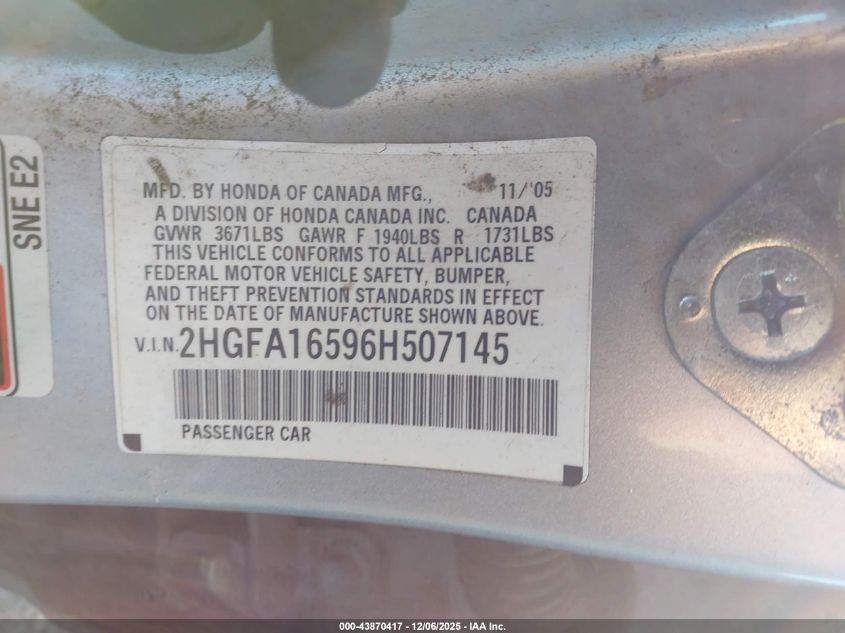 SNE E2
MFD. BY HONDA OF CANADA MFG., 11/'05
A DIVISION OF HONDA CANADA INC. CANADA
GVWR 3671LBS GAWR F 1940LBS R 1731LBS
THIS VEHICLE CONFORMS TO ALL APPLICABLE
FEDERAL MOTOR VEHICLE SAFETY, BUMPER,
AND THEFT PREVENTION STANDARDS IN EFFECT
ON THE DATE OF MANUFACTURE SHOWN ABOVE.
V.I.N. 2HGFA16596H507145
PASSENGER CAR
000-43870417 - 12/06/2025 - IAA Inc.